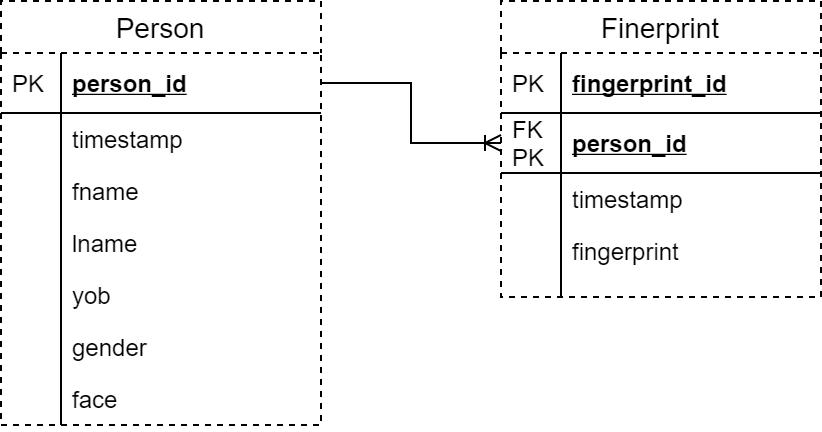 Person
PK person_id
timestamp
fname
lname
yob
gender
face
Finerprint
PK fingerprint_id
FK
PK
person_id
timestamp
fingerprint